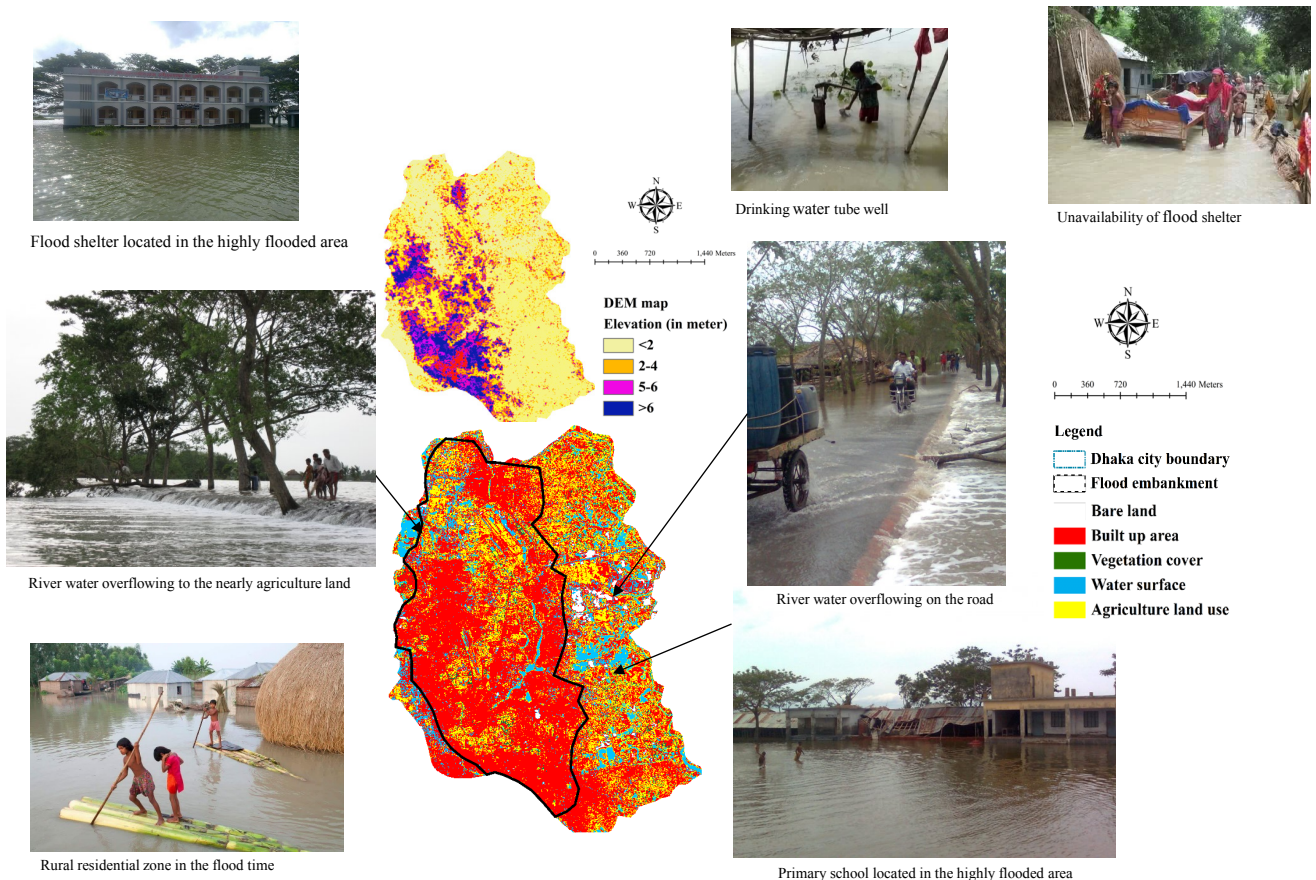 Flood shelter located in the highly flooded area
Drinking water tube well
Unavailability of flood shelter
N
W E
S
0 360 720 1,440 Meters
DEM map
Elevation (in meter)
<2
2-4
5-6
>6
N
W E
S
0 360 720 1,440 Meters
Legend
Dhaka city boundary
Flood embankment
Bare land
Built up area
Vegetation cover
Water surface
Agriculture land use
River water overflowing to the nearly agriculture land
River water overflowing on the road
Rural residential zone in the flood time
Primary school located in the highly flooded area